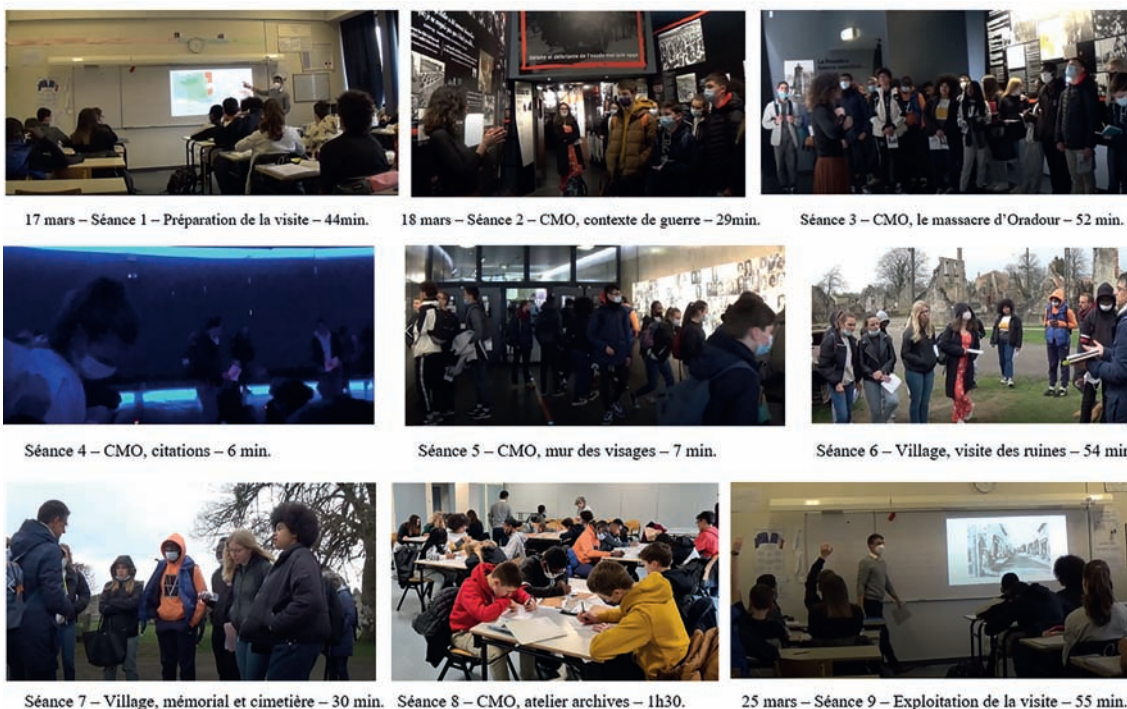 17 mars – Séance 1 – Préparation de la visite – 44min.
18 mars – Séance 2 – CMO, contexte de guerre – 29min.
Séance 3 – CMO, le massacre d’Oradour – 52 min.
Séance 4 – CMO, citations – 6 min.
Séance 5 – CMO, mur des visages – 7 min.
Séance 6 – Village, visite des ruines – 54 min
Séance 7 – Village, mémorial et cimetière – 30 min.
Séance 8 – CMO, atelier archives – 1h30.
25 mars – Séance 9 – Exploitation de la visite – 55 min.